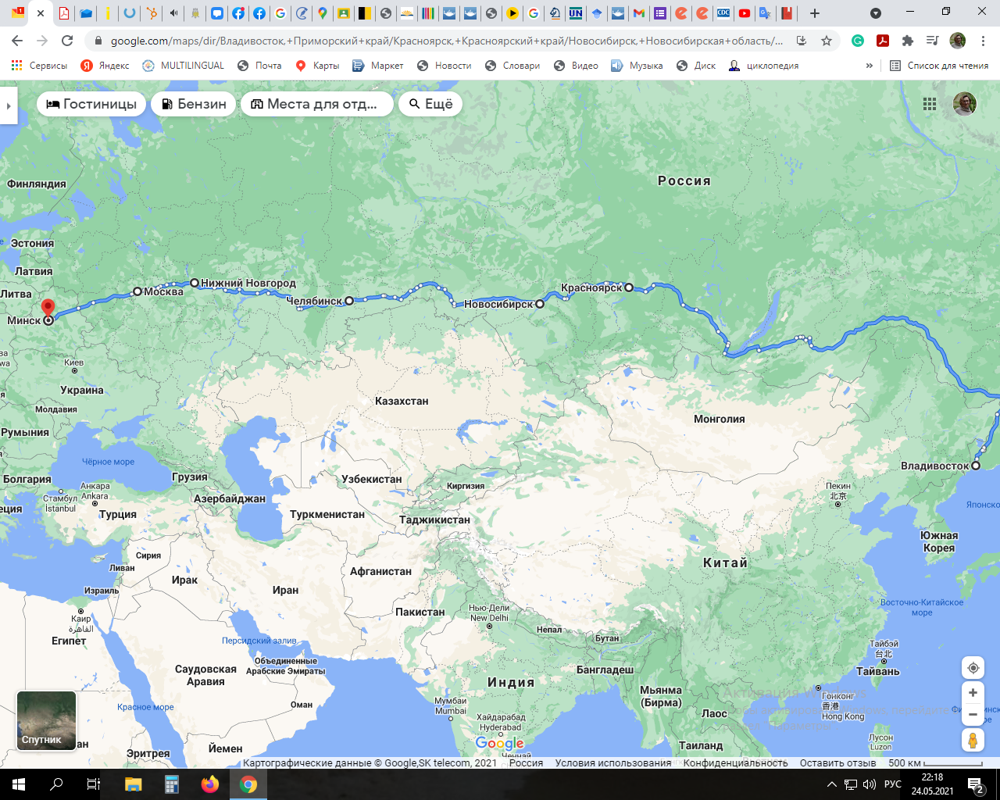 google.com/maps/dir/Владивосток,+Приморский+край/Красноярск,+Красноярский+край/Новосибирск,+Новосибирская+область/...
Сервисы
Яндекс
MULTILINGUAL
Почта
Карты
Маркет
Новости
Словари
Видео
Музыка
Диск
циклопедия
»
Список для чтения
Гостиницы
Бензин
Места для отд...
Ещё
Россия
Финляндия
Эстония
Латвия
Литва
Минск
Москва
Нижний Новгород
Челябинск
Новосибирск
Красноярск
Киев
Украина
Молдавия
Румыния
Казахстан
Монголия
Чёрное море
Болгария
Грузия
Владивосток
Стамбул
İstanbul
Анкара
Ankara
Азербайджан
Узбекистан
Киргизия
Пекин
北京
Турция
Туркменистан
Таджикистан
Японско
Южная
Корея
Сирия
Ливан
Ирак
Афганистан
Китай
Израиль
Иран
Пакистан
Нью-Дели
New Delhi
Восточно-Китайское
море
Каир
القاهرة
Египет
Непал
Бутан
Персидский залив
Объединенные
Арабские Эмираты
Тайбэй
台北
Тайвань
Саудовская
Аравия
Бангладеш
Индия
Мьянма
(Бирма)
Гонконг
香港
Hong Kong
Красное море
Оман
Мумбаи
Mumbai
Хайдарабад
Hyderabad
Лаос
Спутник
Эритрея
Йемен
Google
Ченнай
Таиланд
Лусон
Luzon
Активация Windows
Картографические данные © Google,SK telecom, 2021
Россия
Условия использования
Конфиденциальность
Оставить отзыв
500 км
РУС
22:18
24.05.2021
2